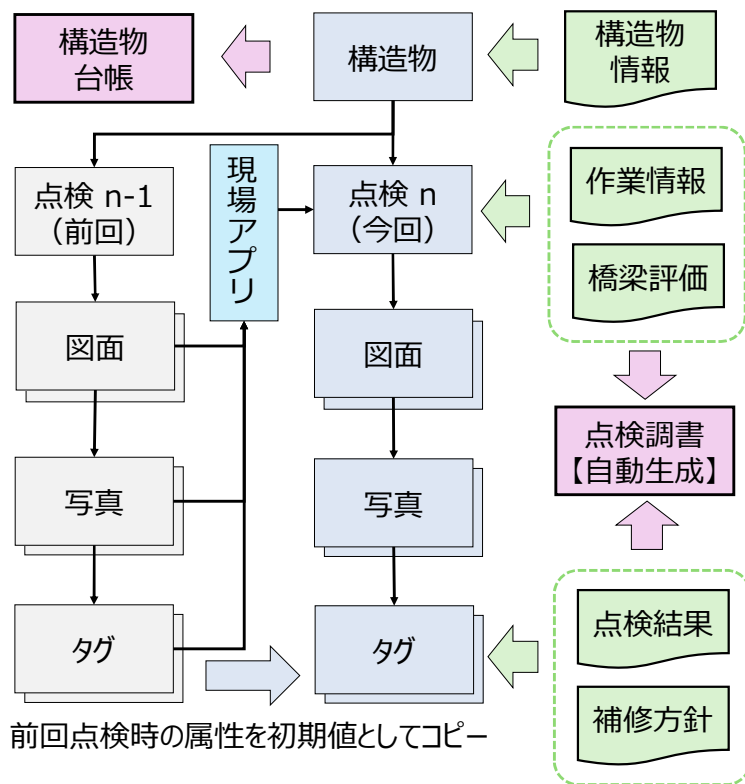 構造物
台帳
構造物
構造物
情報
点検 n-1
（前回）
現場アプリ
点検 n
（今回）
作業情報
橋梁評価
図面
図面
点検調書
【自動生成】
写真
写真
タグ
タグ
点検結果
補修方針
前回点検時の属性を初期値としてコピー